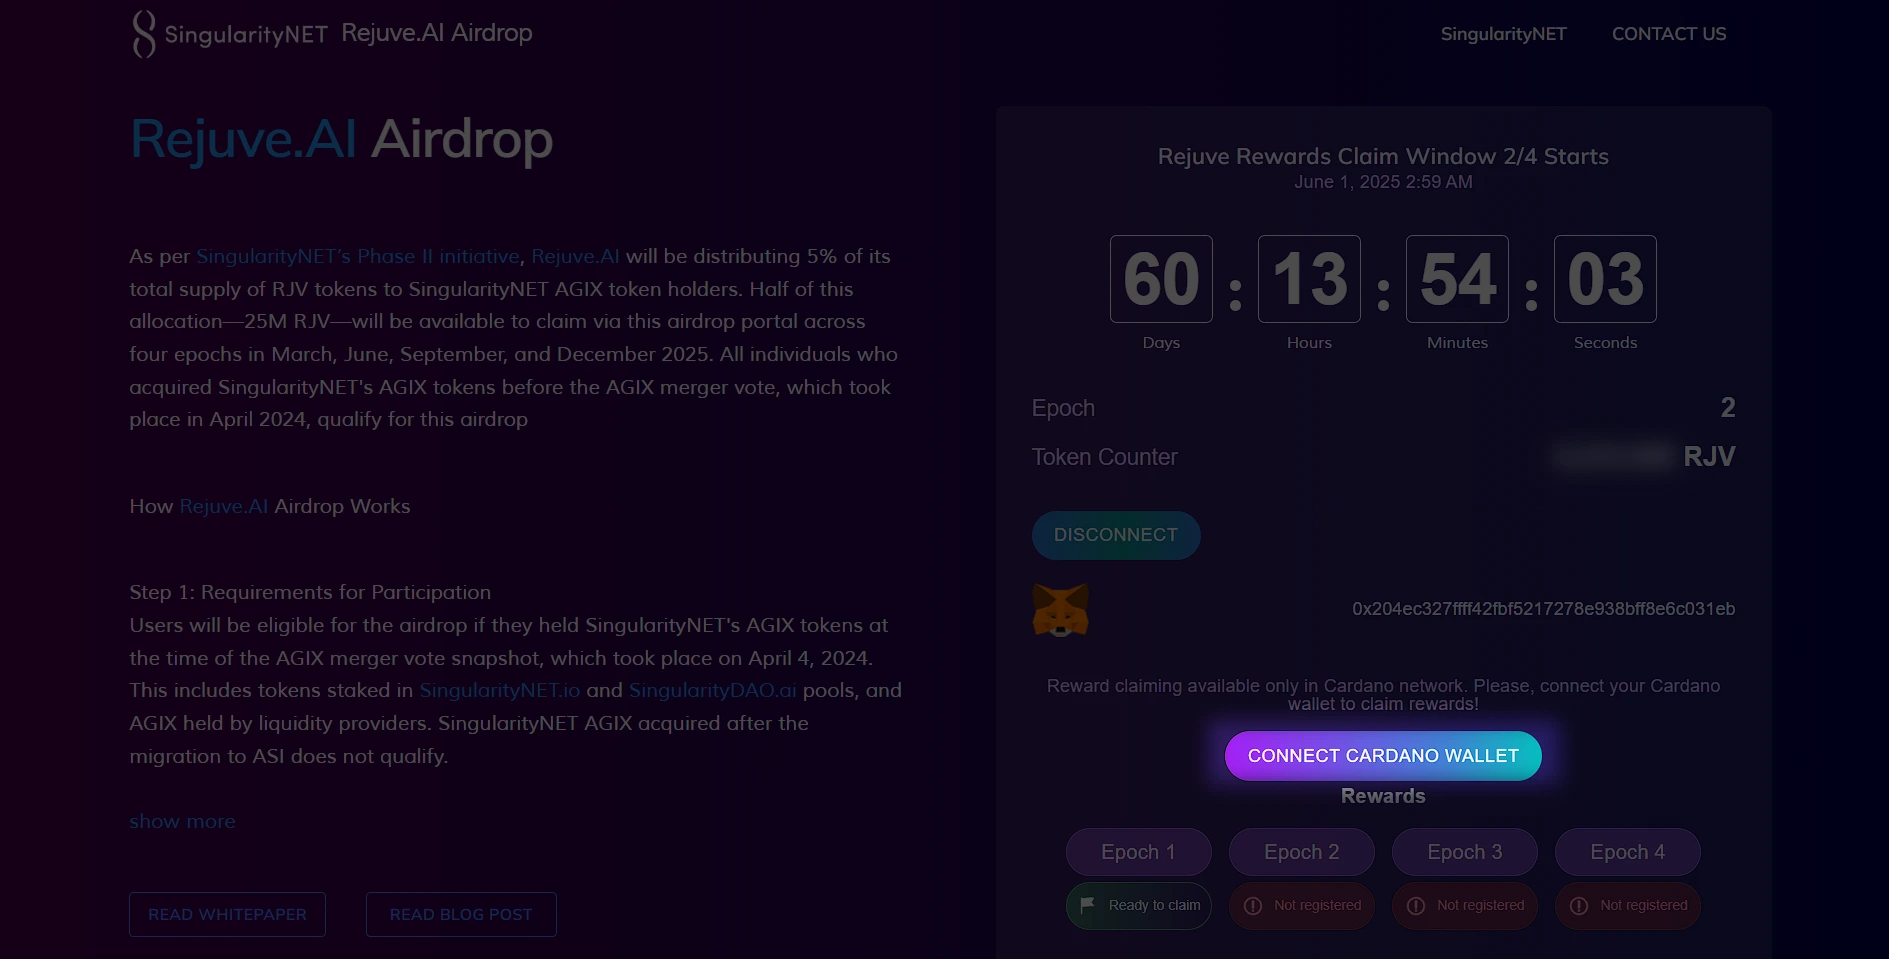 SingularityNET Rejuve.AI Airdrop
SingularityNET
CONTACT US
Rejuve.AI Airdrop
As per SingularityNET's Phase II initiative, Rejuve.AI will be distributing 5% of its
total supply of RJV tokens to SingularityNET AGIX token holders. Half of this
allocation—25M RJV—will be available to claim via this airdrop portal across
four epochs in March, June, September, and December 2025. All individuals who
acquired SingularityNET's AGIX tokens before the AGIX merger vote, which took
place in April 2024, qualify for this airdrop
How Rejuve.AI Airdrop Works
Step 1: Requirements for Participation
Users will be eligible for the airdrop if they held SingularityNET's AGIX tokens at
the time of the AGIX merger vote snapshot, which took place on April 4, 2024.
This includes tokens staked in SingularityNET.io and SingularityDAO.ai pools, and
AGIX held by liquidity providers. SingularityNET AGIX acquired after the
migration to ASI does not qualify.
show more
READ WHITEPAPER
READ BLOG POST
Rejuve Rewards Claim Window 2/4 Starts
June 1, 2025 2:59 AM
60 : 13 : 54 : 03
Days Hours Minutes Seconds
Epoch 2
Token Counter RJV
DISCONNECT
0x204ec327ffff42fbf5217278e938bff8e6c031eb
Reward claiming available only in Cardano network. Please, connect your Cardano
wallet to claim rewards!
CONNECT CARDANO WALLET
Rewards
Epoch 1 Epoch 2 Epoch 3 Epoch 4
Ready to claim Not registered Not registered Not registered